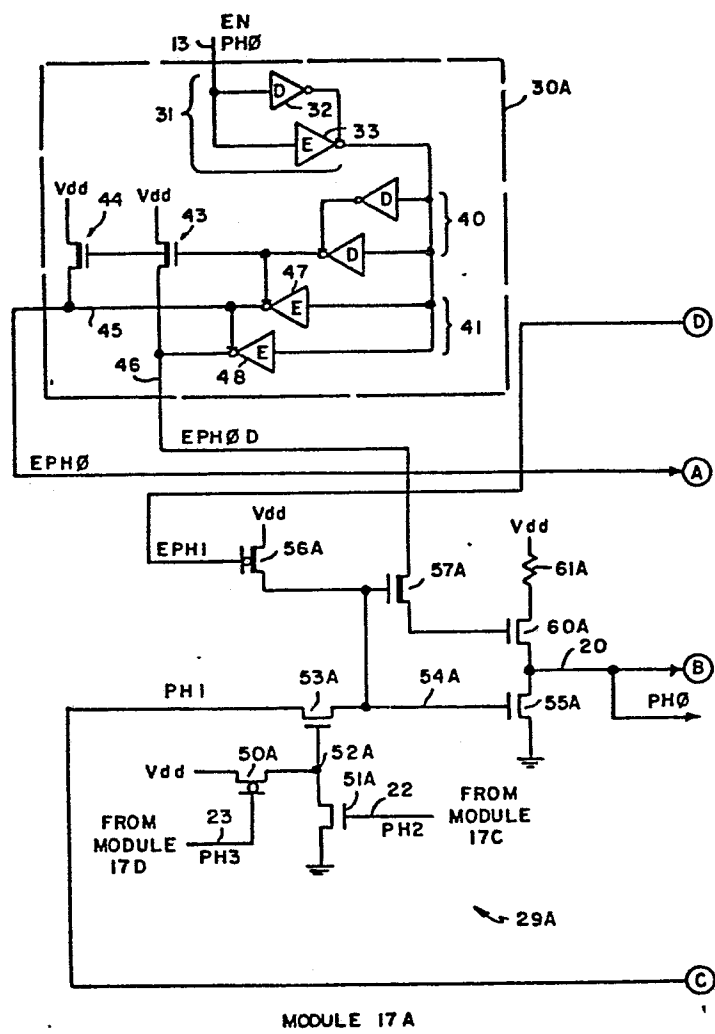 EN
13 PHØ
30A
31
D
32
E
33
Vdd
44
Vdd
43
D
40
D
47
E
41
45
E
48
46
D
EPHØD
EPHØ
A
Vdd
EPH1
56A
57A
Vdd
61A
60A
20
B
PHØ
53A
54A
55A
PH1
50A
52A
Vdd
51A
22
FROM
MODULE
17C
PH2
FROM
MODULE
17D
23
PH3
29A
C
MODULE 17A